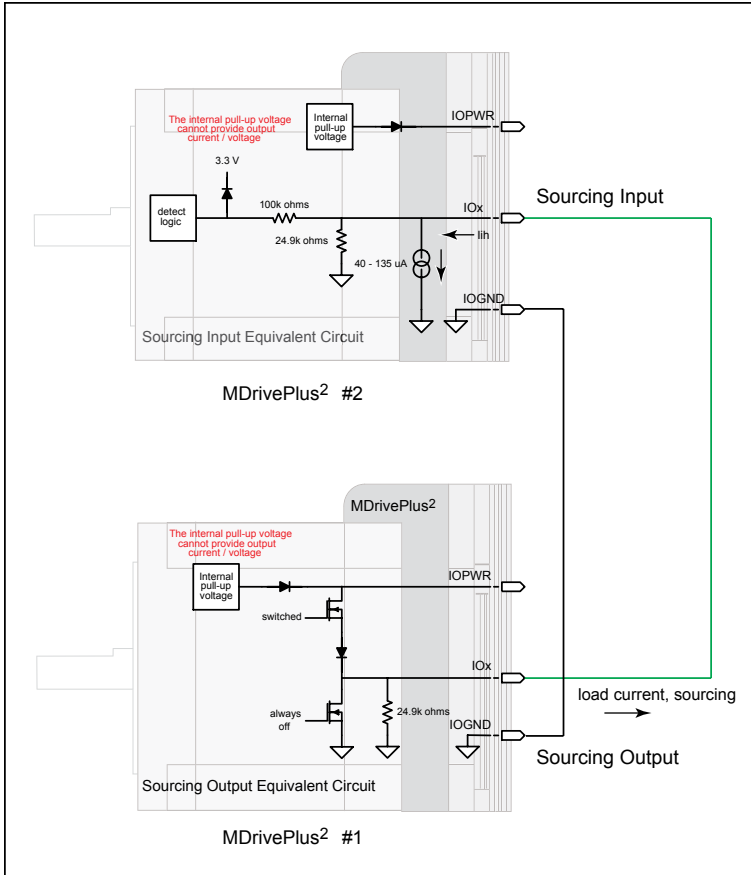 The internal pull-up voltage
cannot provide output
current / voltage
Internal
pull-up
voltage
IOPWR
3.3 V
detect
logic
100k ohms
24.9k ohms
40 - 135 uA
IOx
Iih
Sourcing Input
IOGND
Sourcing Input Equivalent Circuit
MDrivePlus2 #2
MDrivePlus2
The internal pull-up voltage
cannot provide output
current / voltage
Internal
pull-up
voltage
IOPWR
switched
IOx
load current, sourcing
always
off
24.9k ohms
IOGND
Sourcing Output
Sourcing Output Equivalent Circuit
MDrivePlus2 #1